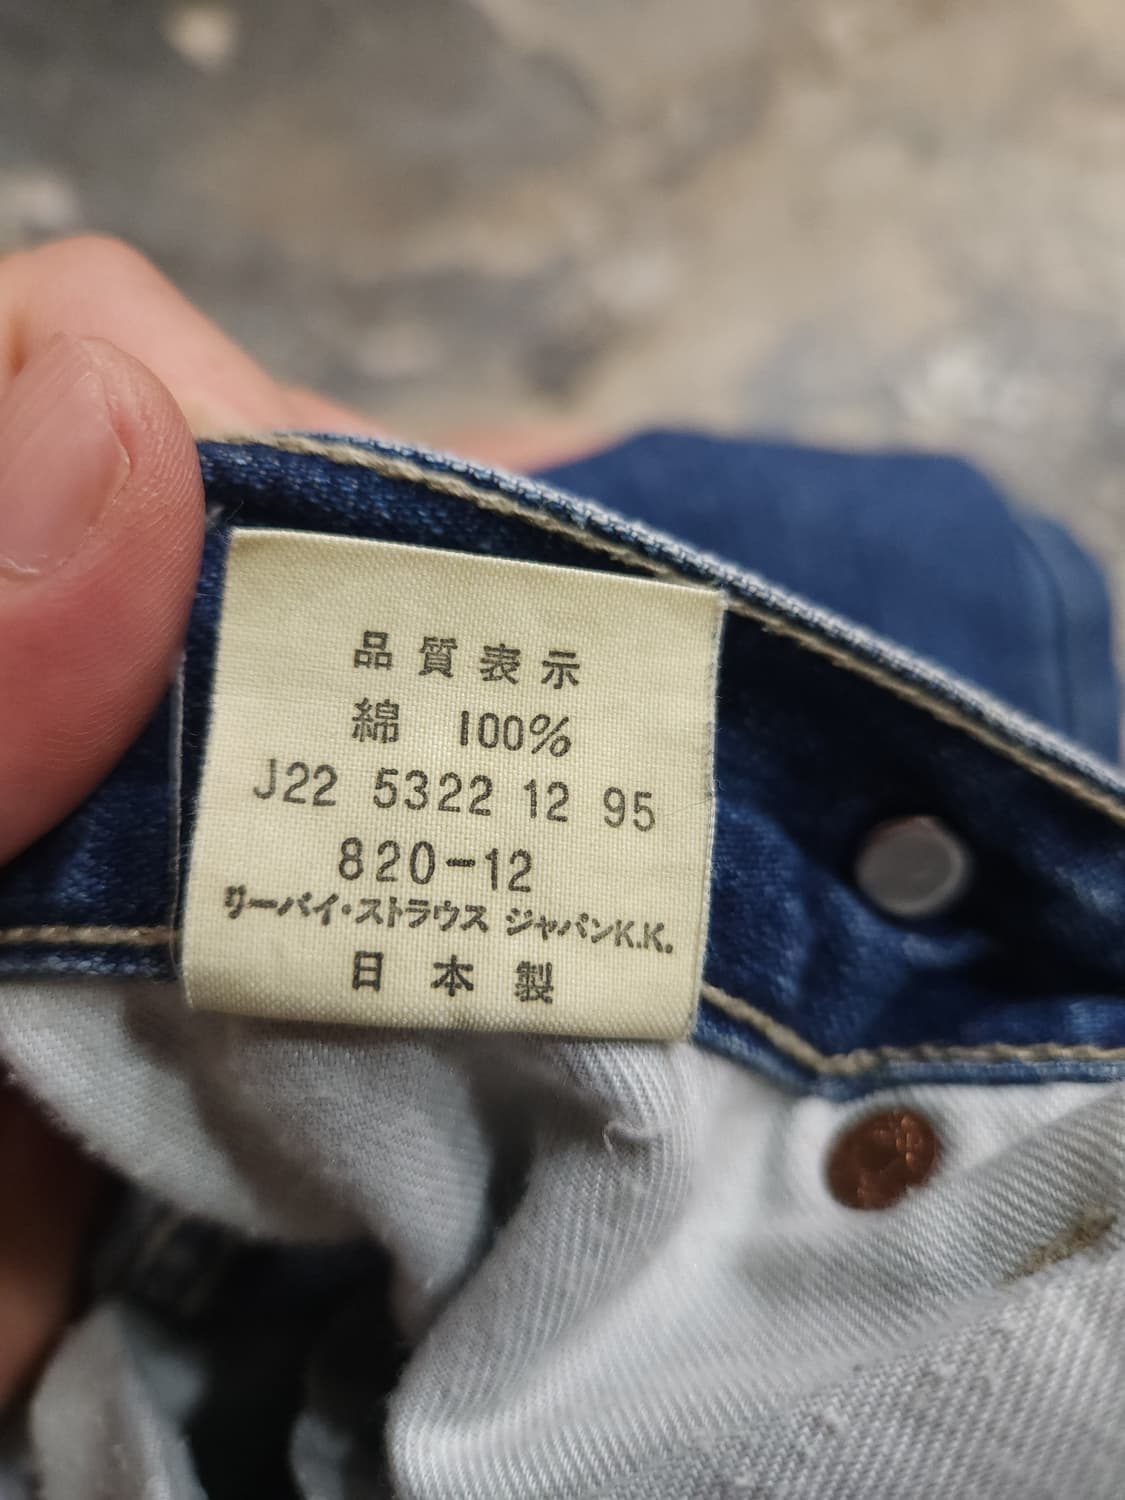 品質表示
綿 100%
J22 5322 12 95
820-12
リーバイ・ストラウス ジャパンK.K.
日本製